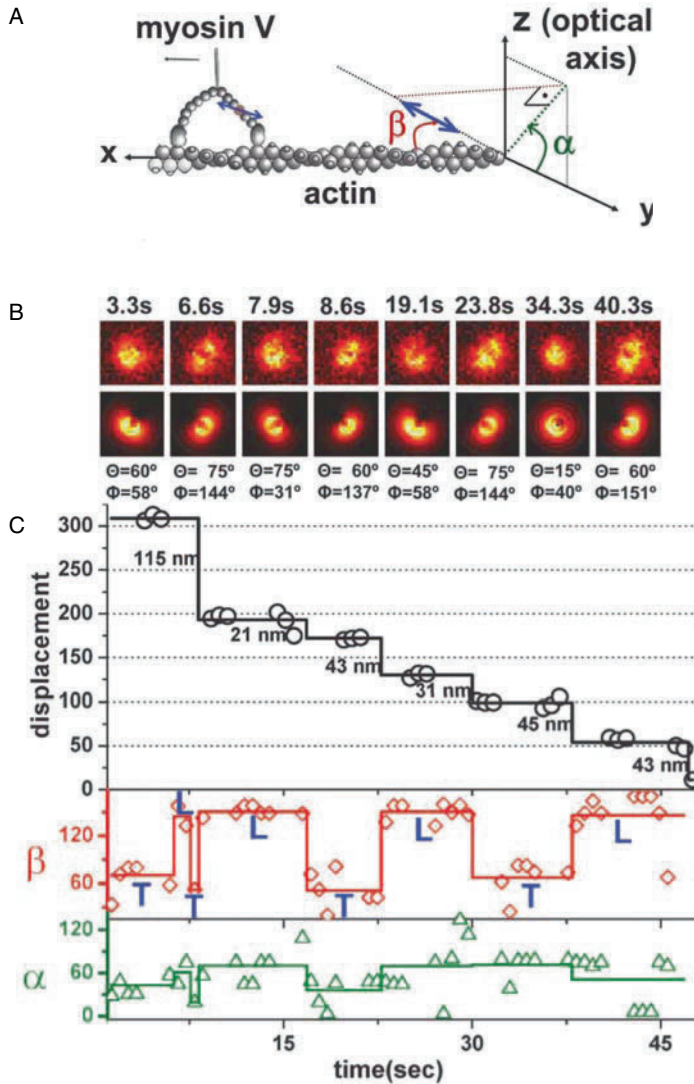 A
myosin V
z (optical
axis)
β
α
x
actin
y
B
3.3s 6.6s 7.9s 8.6s 19.1s 23.8s 34.3s 40.3s
Θ=60° Θ= 75° Θ=75° Θ= 60° Θ=45° Θ= 75° Θ=15° Θ= 60°
Φ=58° Φ=144° Φ=31° Φ=137° Φ=58° Φ=144° Φ=40° Φ=151°
C
displacement
300
250
200
150
100
50
0
115 nm
21 nm
43 nm
31 nm
45 nm
43 nm
β
120
60
T L T L T L T L
α
120
60
0
15 30 45
time(sec)